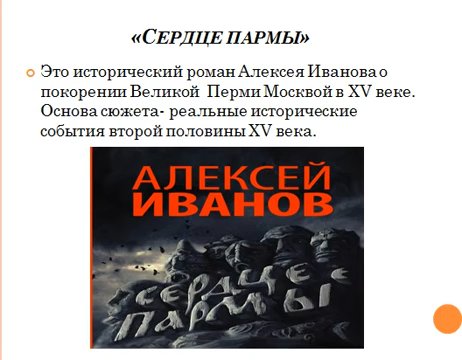 «СЕРДЦЕ ПАРМЫ»
Это исторический роман Алексея Иванова о
покорении Великой Перми Москвой в XV веке.
Основа сюжета- реальные исторические
события второй половины XV века.
АЛЕКСЕЙ
ИВАНОВ
СЕРДЦЕ
ПАРМЫ